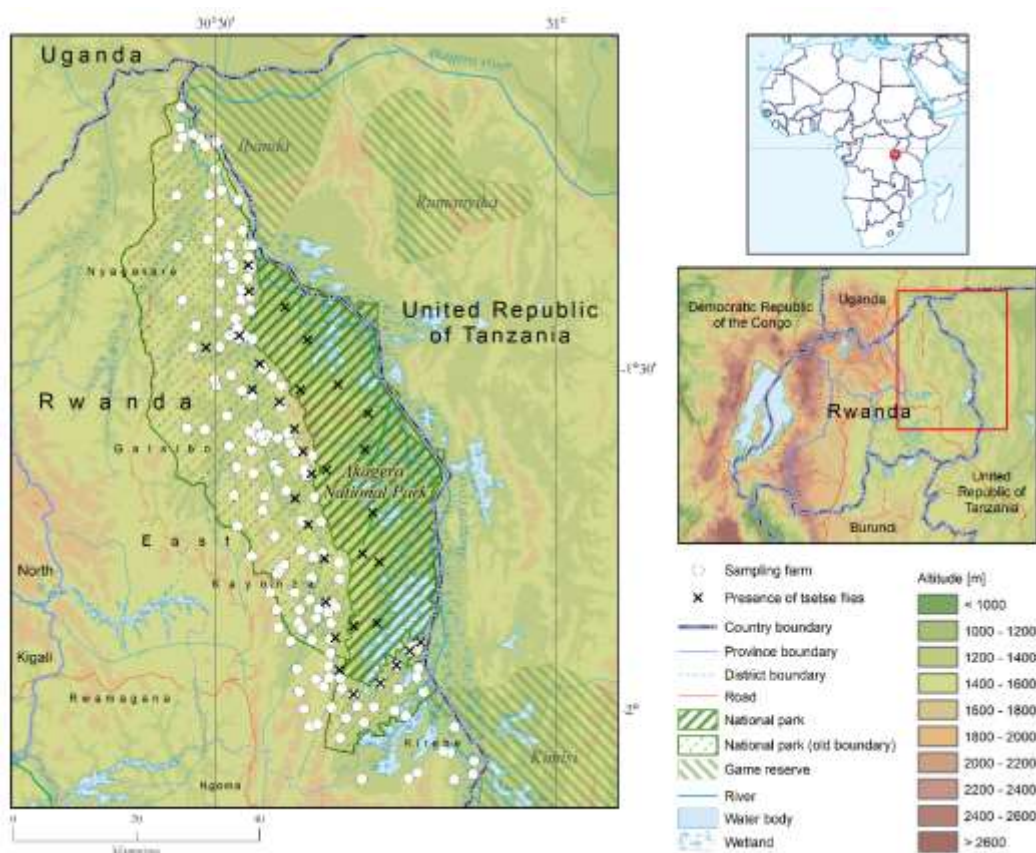 30°30'
31°
Uganda
Ibanda
Rumanyika
Nyagatare
United Republic
of Tanzania
1°30'
Rwanda
Gatsibo
Akagera
National Park
East
Kayonza
North
Kigali
Rwamagana
2°
Kirehe
Kimisi
Ngoma
0 20 40
Kilometers
Democratic Republic
of the Congo
Uganda
Rwanda
United
Republic of
Tanzania
Burundi
Sampling farm
Presence of tsetse flies
Country boundary
Province boundary
District boundary
Road
National park
National park (old boundary)
Game reserve
River
Water body
Wetland
Altitude [m]
< 1000
1000 - 1200
1200 - 1400
1400 - 1600
1600 - 1800
1800 - 2000
2000 - 2200
2200 - 2400
2400 - 2600
> 2600